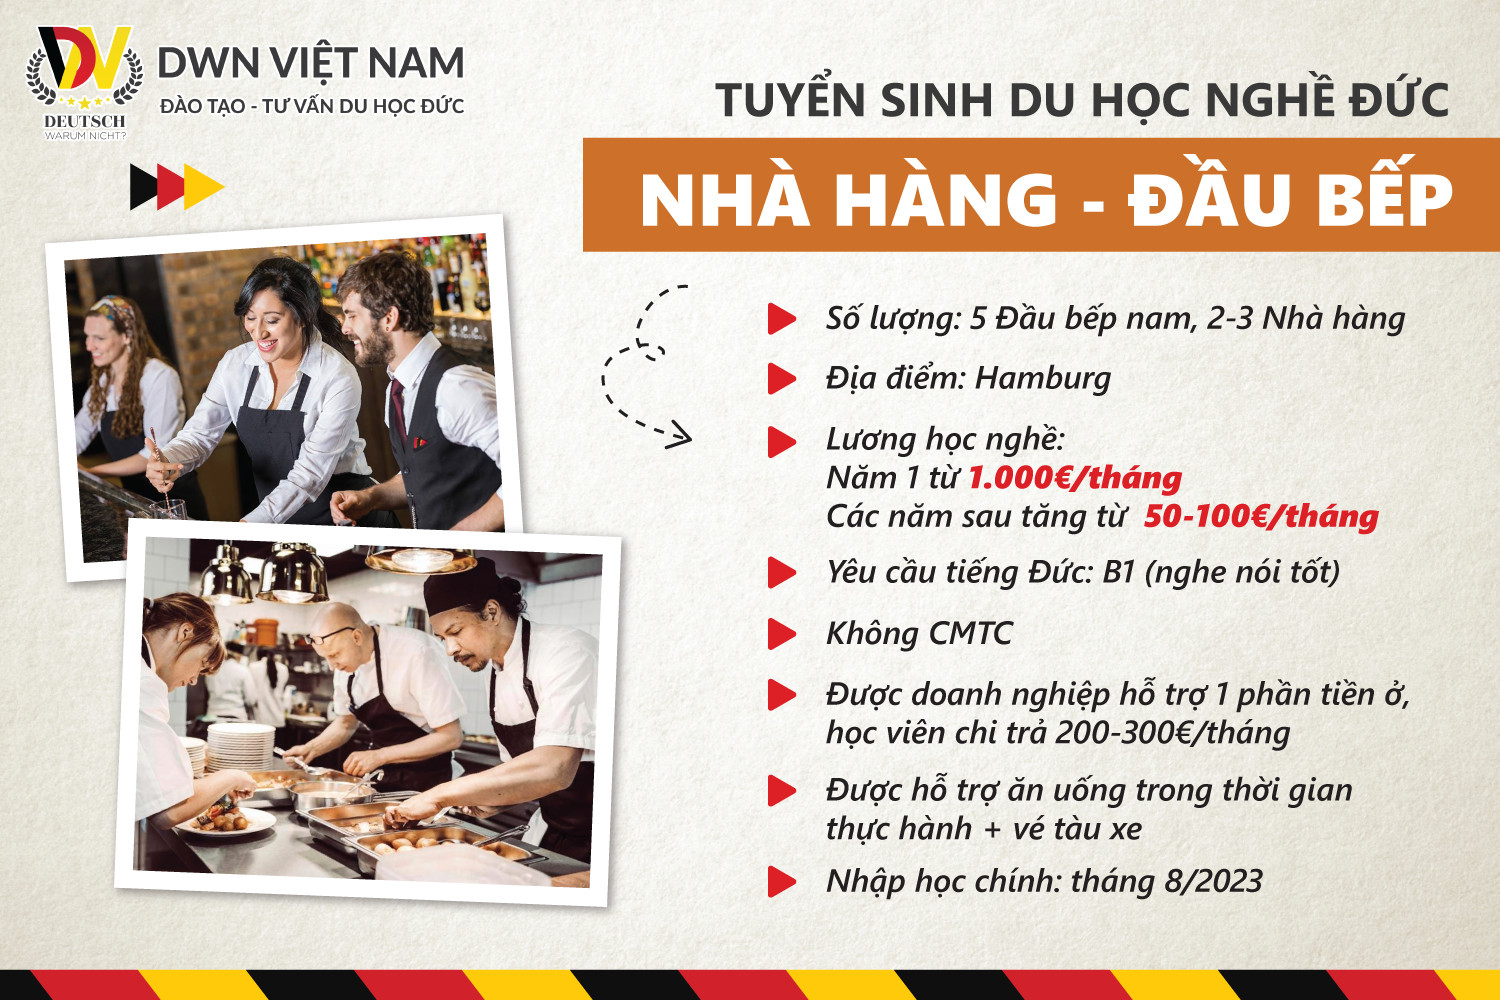 DWN VIỆT NAM
ĐÀO TẠO - TƯ VẤN DU HỌC ĐỨC
DEUTSCH
WARUM NICHT?
TUYỂN SINH DU HỌC NGHỀ ĐỨC
NHÀ HÀNG - ĐẦU BẾP
Số lượng: 5 Đầu bếp nam, 2-3 Nhà hàng
Địa điểm: Hamburg
Lương học nghề:
Năm 1 từ 1.000€/tháng
Các năm sau tăng từ 50-100€/tháng
Yêu cầu tiếng Đức: B1 (nghe nói tốt)
Không CMTC
Được doanh nghiệp hỗ trợ 1 phần tiền ở,
học viên chi trả 200-300€/tháng
Được hỗ trợ ăn uống trong thời gian
thực hành + vé tàu xe
Nhập học chính: tháng 8/2023